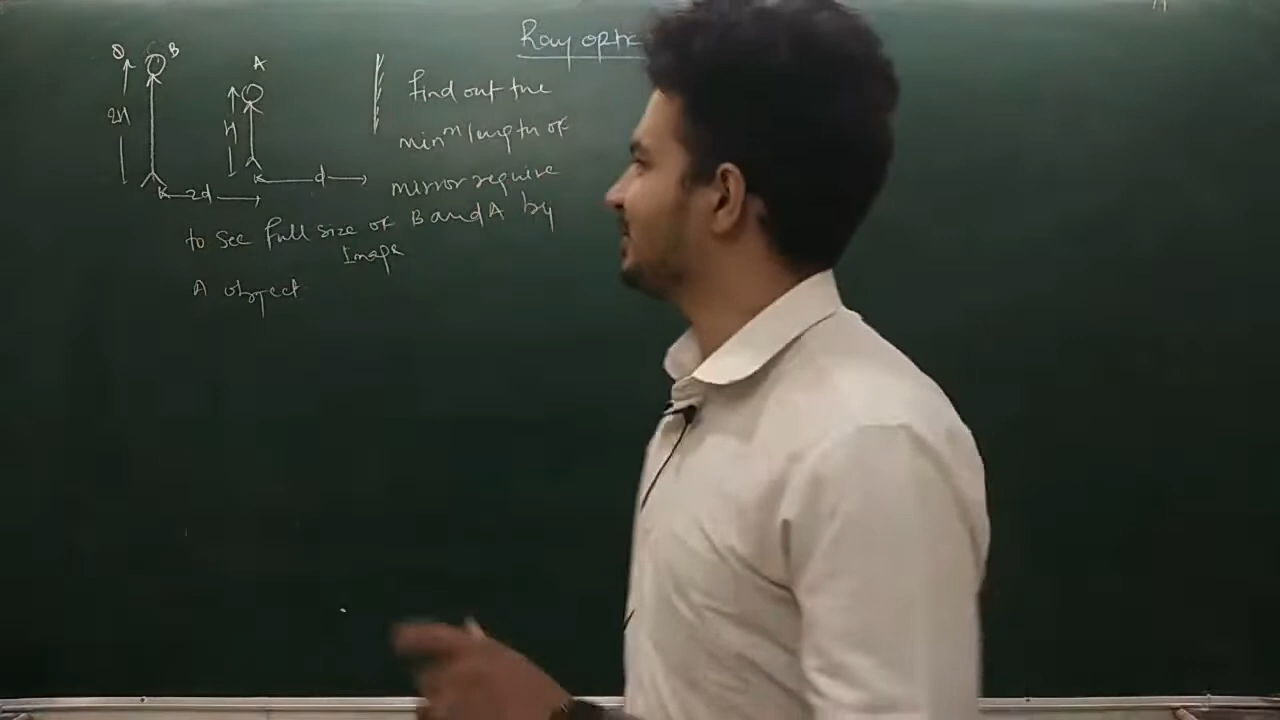 Ray optic
B
A
2H
H
2d
d
Find out the
min^m length of
mirror require
to see full size of B and A by
Image
A object